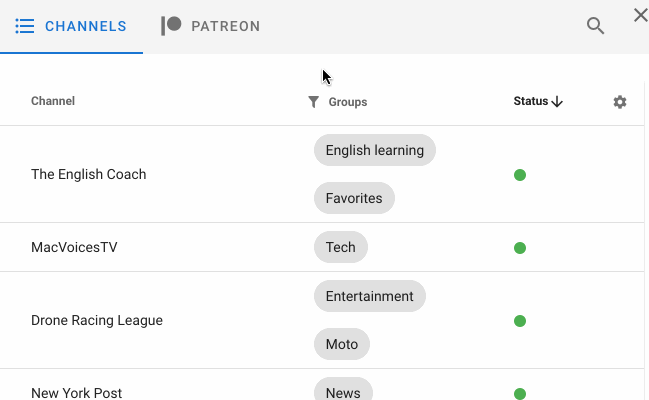 CHANNELS PATREON
Channel Groups Status
English learning
The English Coach
Favorites
MacVoicesTV Tech
Entertainment
Drone Racing League
Moto
New York Post News